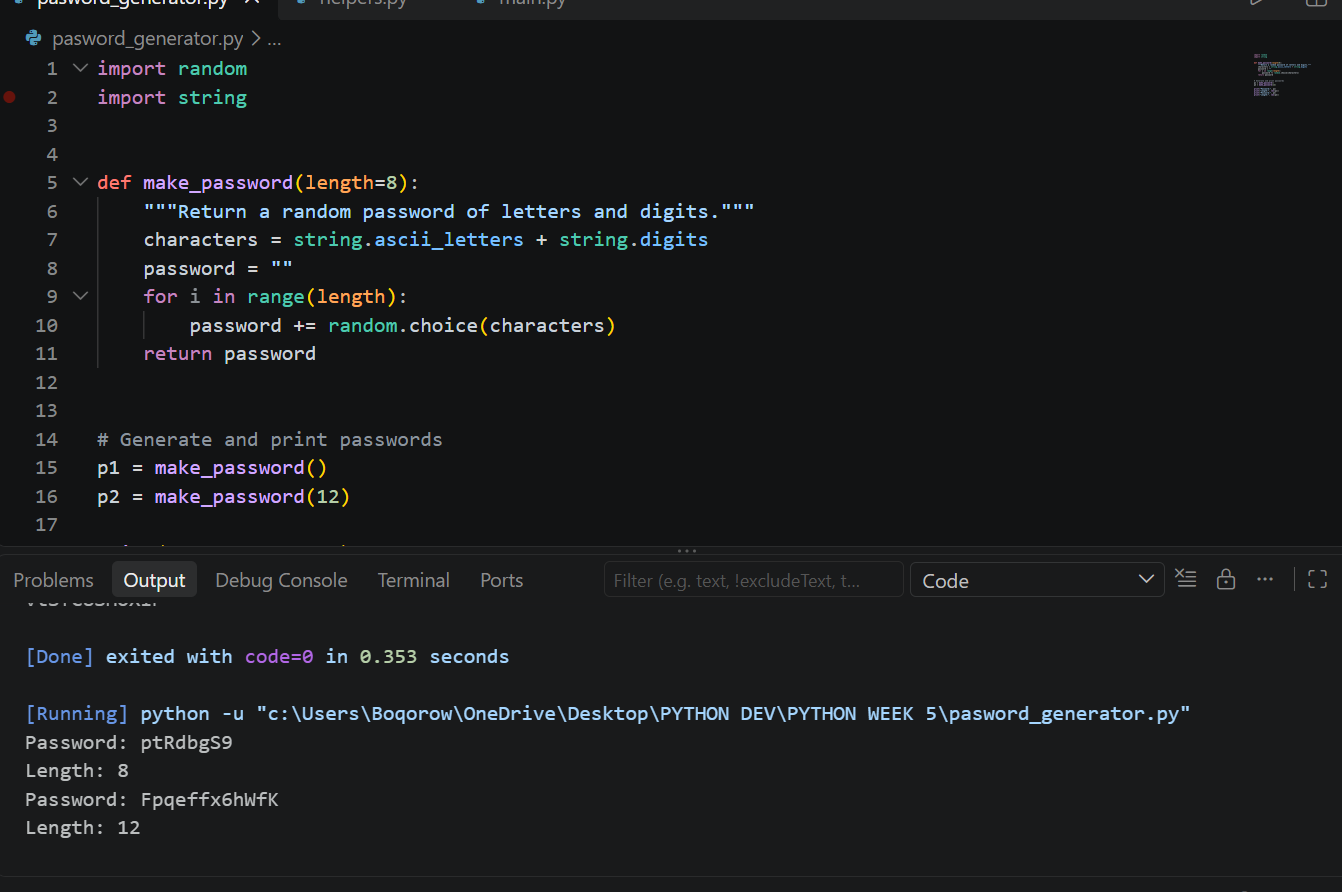 pasword_generator.py
helpers.py
main.py
pasword_generator.py > ...
1 import random
2 import string
3
4
5 def make_password(length=8):
6 """Return a random password of letters and digits."""
7 characters = string.ascii_letters + string.digits
8 password = ""
9 for i in range(length):
10 password += random.choice(characters)
11 return password
12
13
14 # Generate and print passwords
15 p1 = make_password()
16 p2 = make_password(12)
17
Problems Output Debug Console Terminal Ports Filter (e.g. text, !excludeText, t... Code
[Done] exited with code=0 in 0.353 seconds
[Running] python -u "c:\Users\Boqorow\OneDrive\Desktop\PYTHON DEV\PYTHON WEEK 5\pasword_generator.py"
Password: ptRdbgS9
Length: 8
Password: Fpqeffx6hWfK
Length: 12